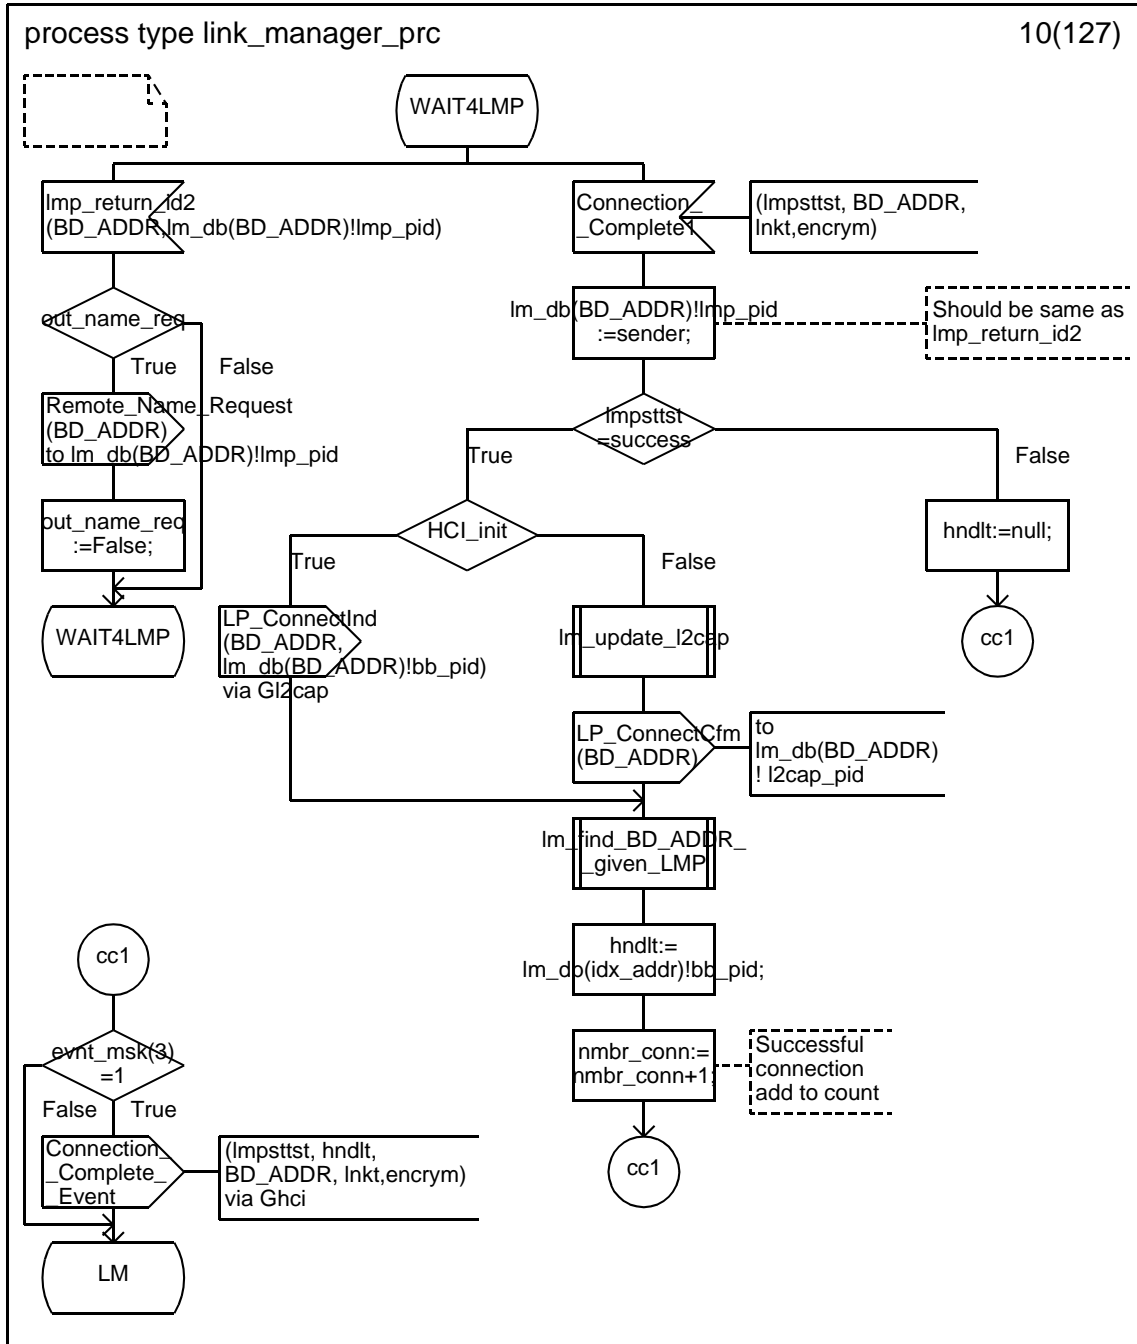 process type link_manager_prc
10(127)
WAIT4LMP
lmp_return_id2
(BD_ADDR,lm_db(BD_ADDR)!lmp_pid)
Connection_
_Complete1
(lmpsttst, BD_ADDR,
lnkt,encrym)
out_name_req
True
False
lm_db(BD_ADDR)!lmp_pid
:=sender;
Should be same as
lmp_return_id2
Remote_Name_Request
(BD_ADDR)
to lm_db(BD_ADDR)!lmp_pid
lmpsttst
=success
True
False
out_name_req
:=False;
HCI_init
True
False
hndlt:=null;
WAIT4LMP
LP_ConnectInd
(BD_ADDR,
lm_db(BD_ADDR)!bb_pid)
via Gl2cap
lm_update_l2cap
cc1
LP_ConnectCfm
(BD_ADDR)
to
lm_db(BD_ADDR)
! l2cap_pid
lm_find_BD_ADDR_
_given_LMP
cc1
hndlt:=
lm_db(idx_addr)!bb_pid;
evnt_msk(3)
=1
False
True
nmbr_conn:=
nmbr_conn+1;
Successful
connection
add to count
Connection_
_Complete_
_Event
(lmpsttst, hndlt,
BD_ADDR, lnkt,encrym)
via Ghci
cc1
LM